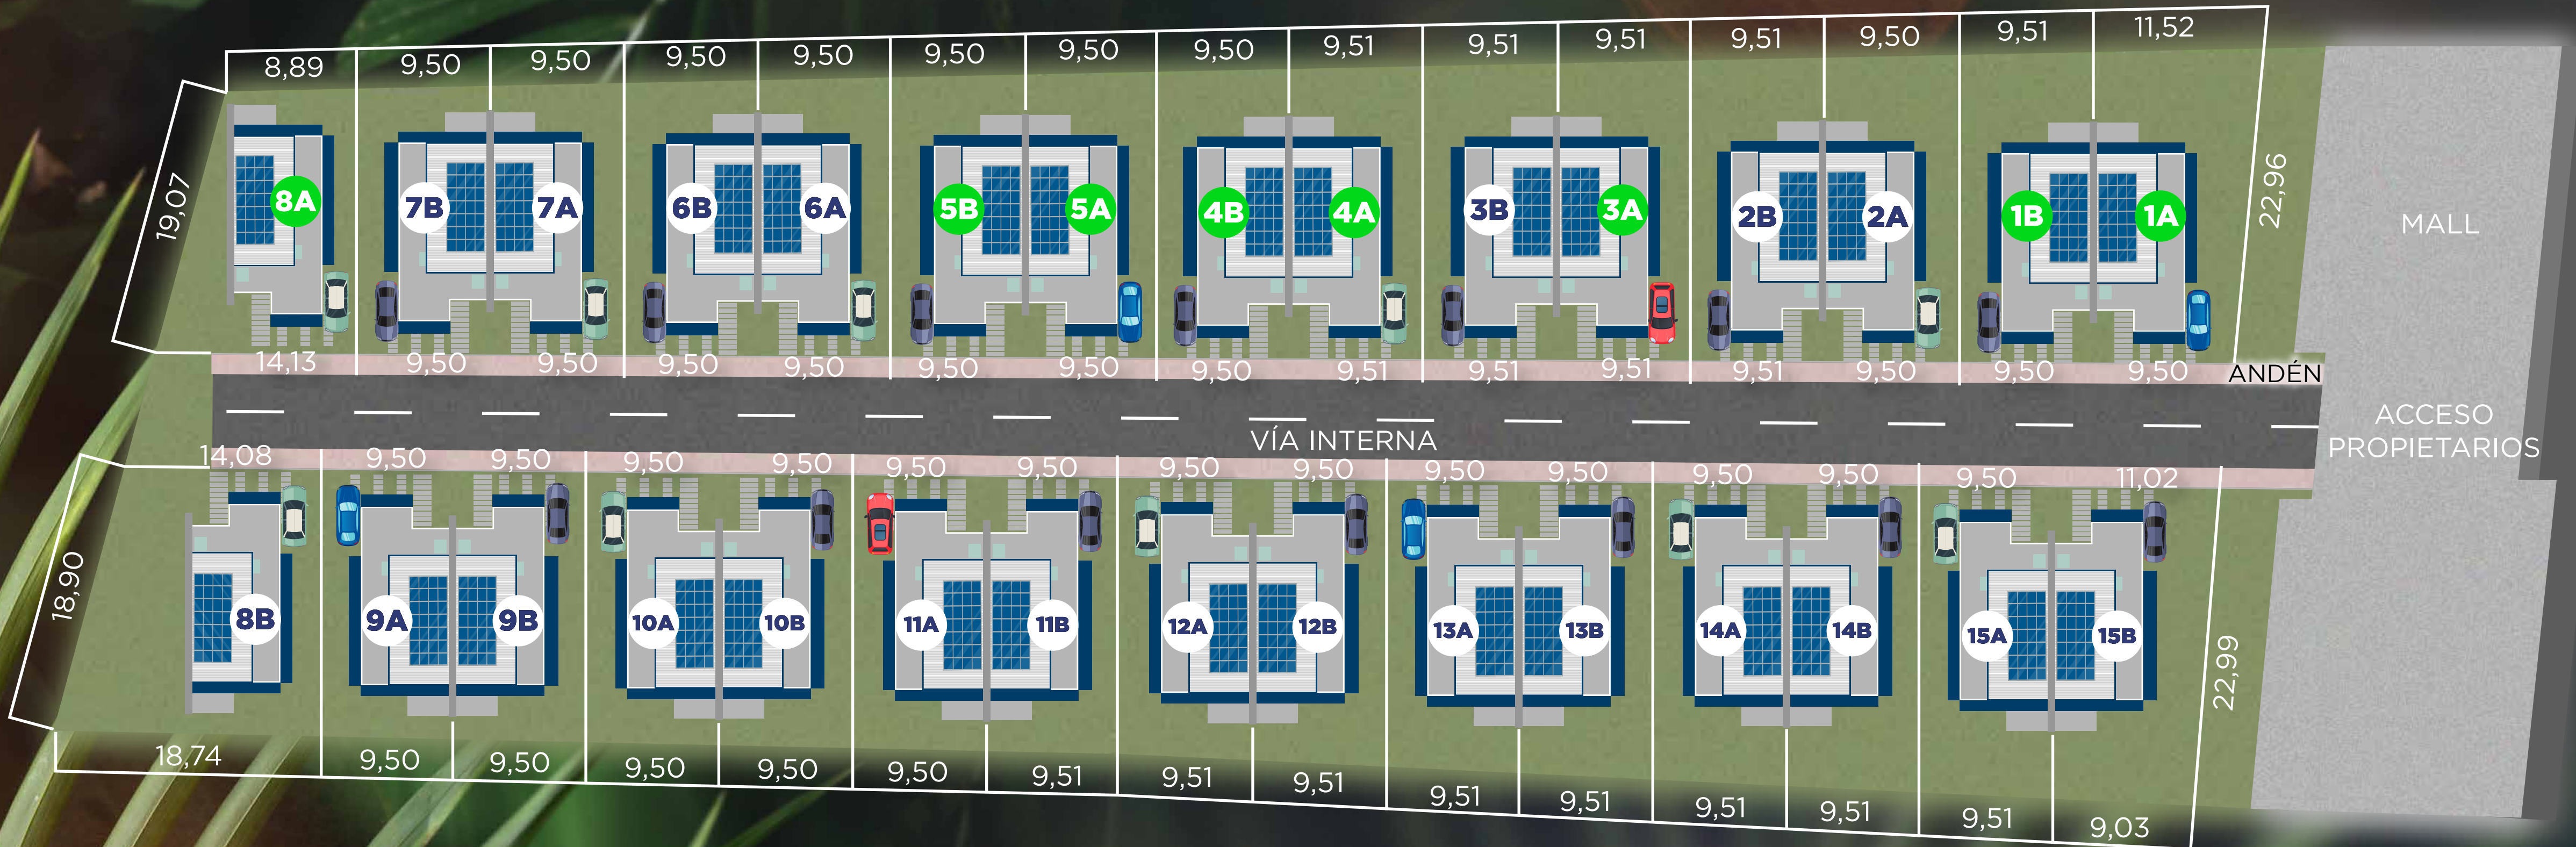 8,89 9,50 9,50 9,50 9,50 9,50 9,50 9,50 9,51 9,51 9,51 9,51 9,50 9,51 11,52
19,07
22,96
8A 7B 7A 6B 6A 5B 5A 4B 4A 3B 3A 2B 2A 1B 1A
MALL
14,13 9,50 9,50 9,50 9,50 9,50 9,50 9,50 9,51 9,51 9,51 9,51 9,50 9,50 9,50
ANDÉN
VÍA INTERNA
ACCESO
PROPIETARIOS
14,08 9,50 9,50 9,50 9,50 9,50 9,50 9,50 9,50 9,50 9,50 9,50 9,50 9,50 11,02
18,90
22,99
8B 9A 9B 10A 10B 11A 11B 12A 12B 13A 13B 14A 14B 15A 15B
18,74 9,50 9,50 9,50 9,50 9,50 9,51 9,51 9,51 9,51 9,51 9,51 9,51 9,51 9,03